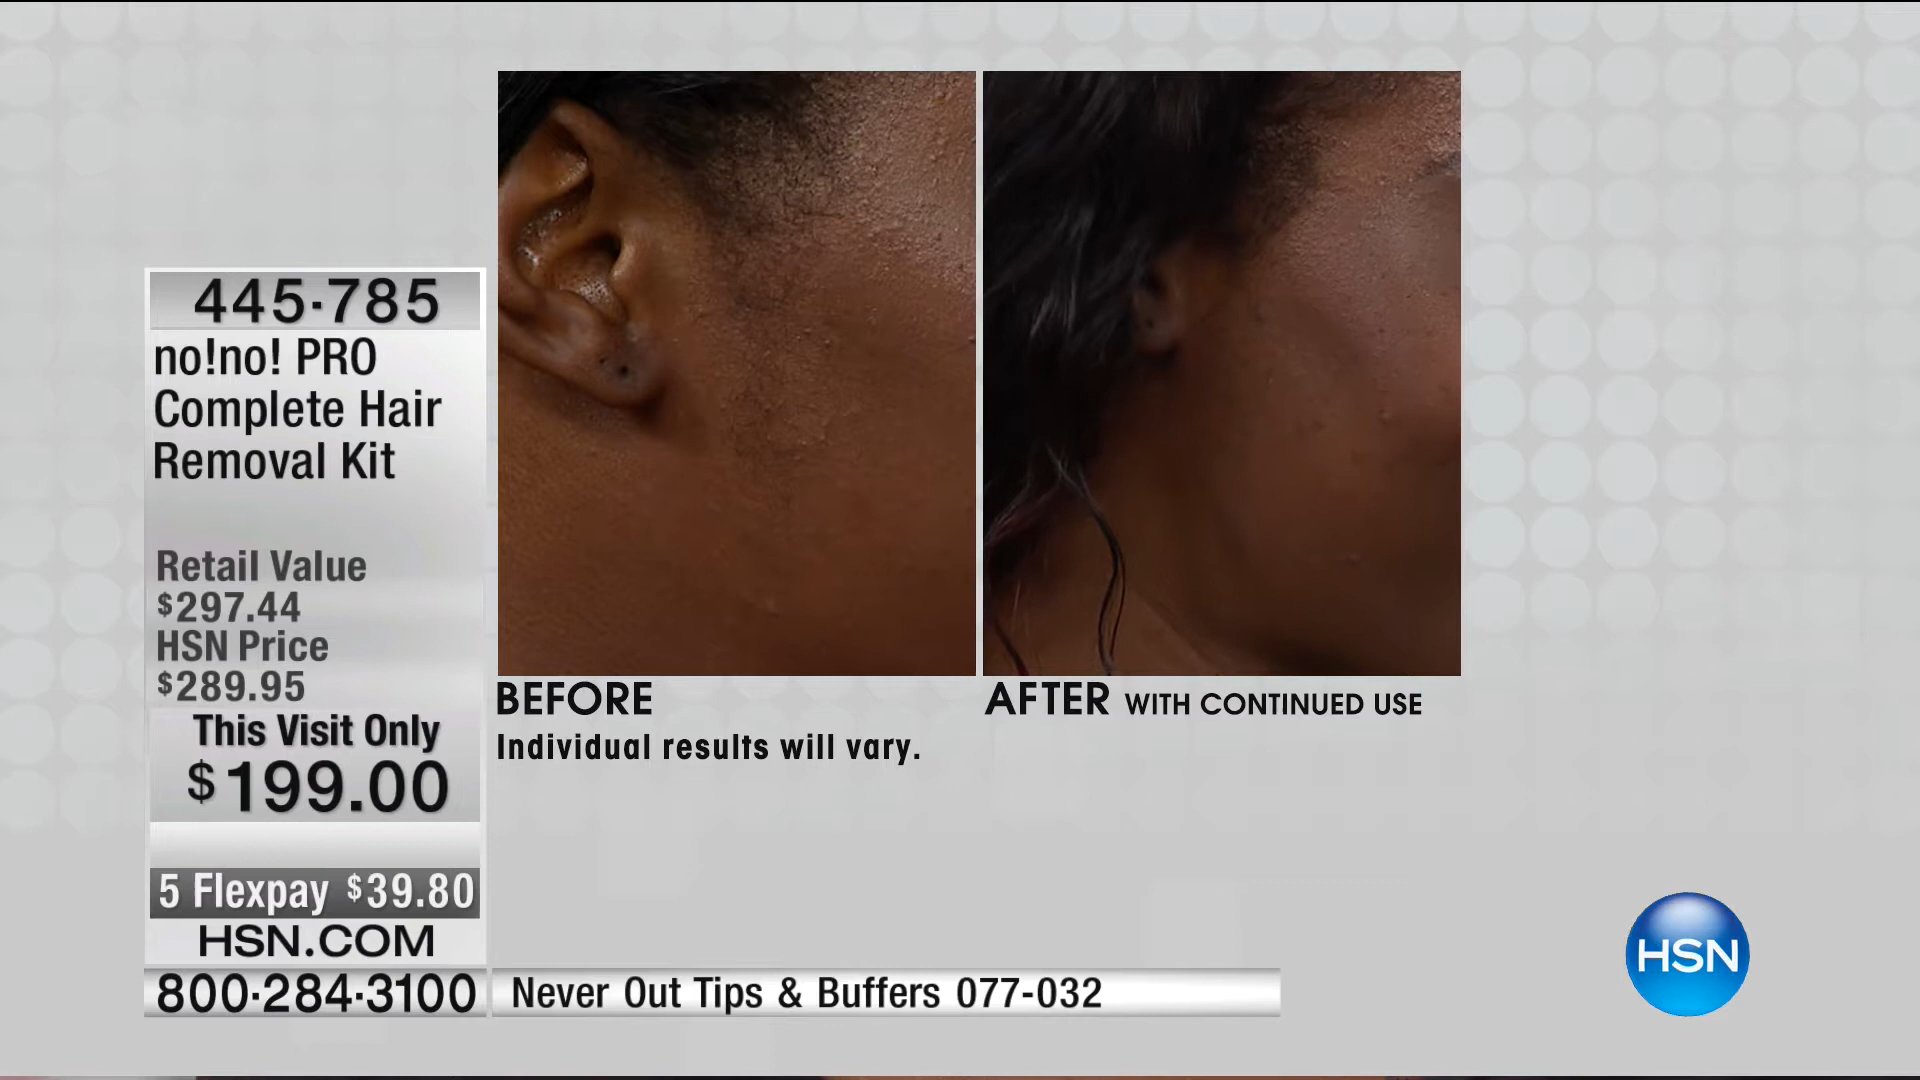 445·785
no!no! PRO
Complete Hair
Removal Kit
Retail Value
$297.44
HSN Price
$289.95
This Visit Only
$199.00
5 Flexpay $39.80
HSN.COM
800·284·3100
BEFORE
AFTER WITH CONTINUED USE
Individual results will vary.
Never Out Tips & Buffers 077-032
HSN